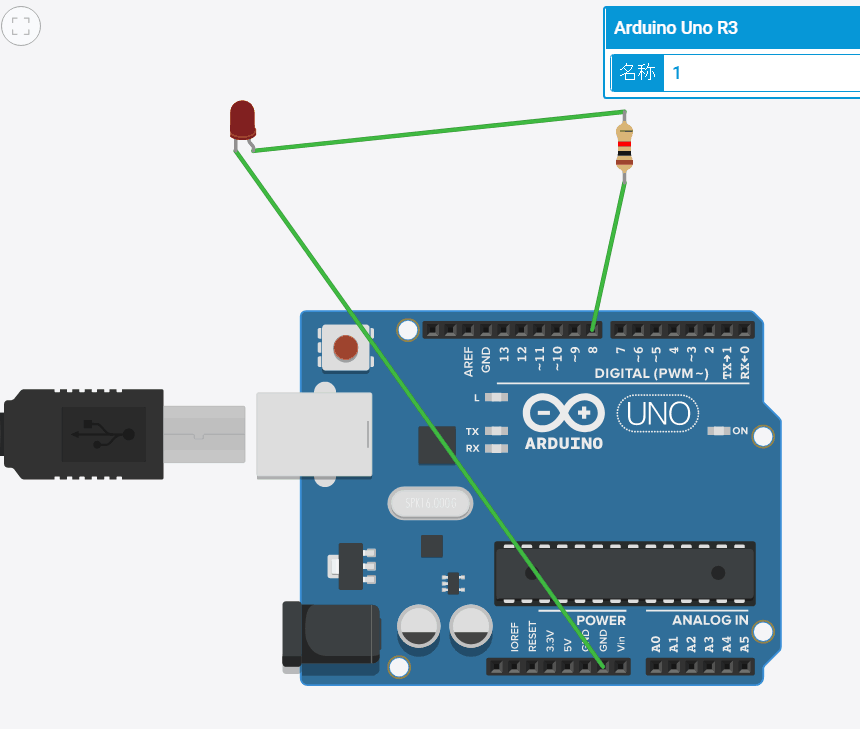 Arduino Uno R3
名称 1
AREF
GND
13
12
~11
~10
~9
8
7
~6
~5
4
~3
2
TX→1
RX←0
DIGITAL (PWM~)
L
TX
RX
ARDUINO
UNO
ON
SPK16.000G
POWER
ANALOG IN
IOREF
RESET
3.3V
5V
GND
GND
Vin
A0
A1
A2
A3
A4
A5